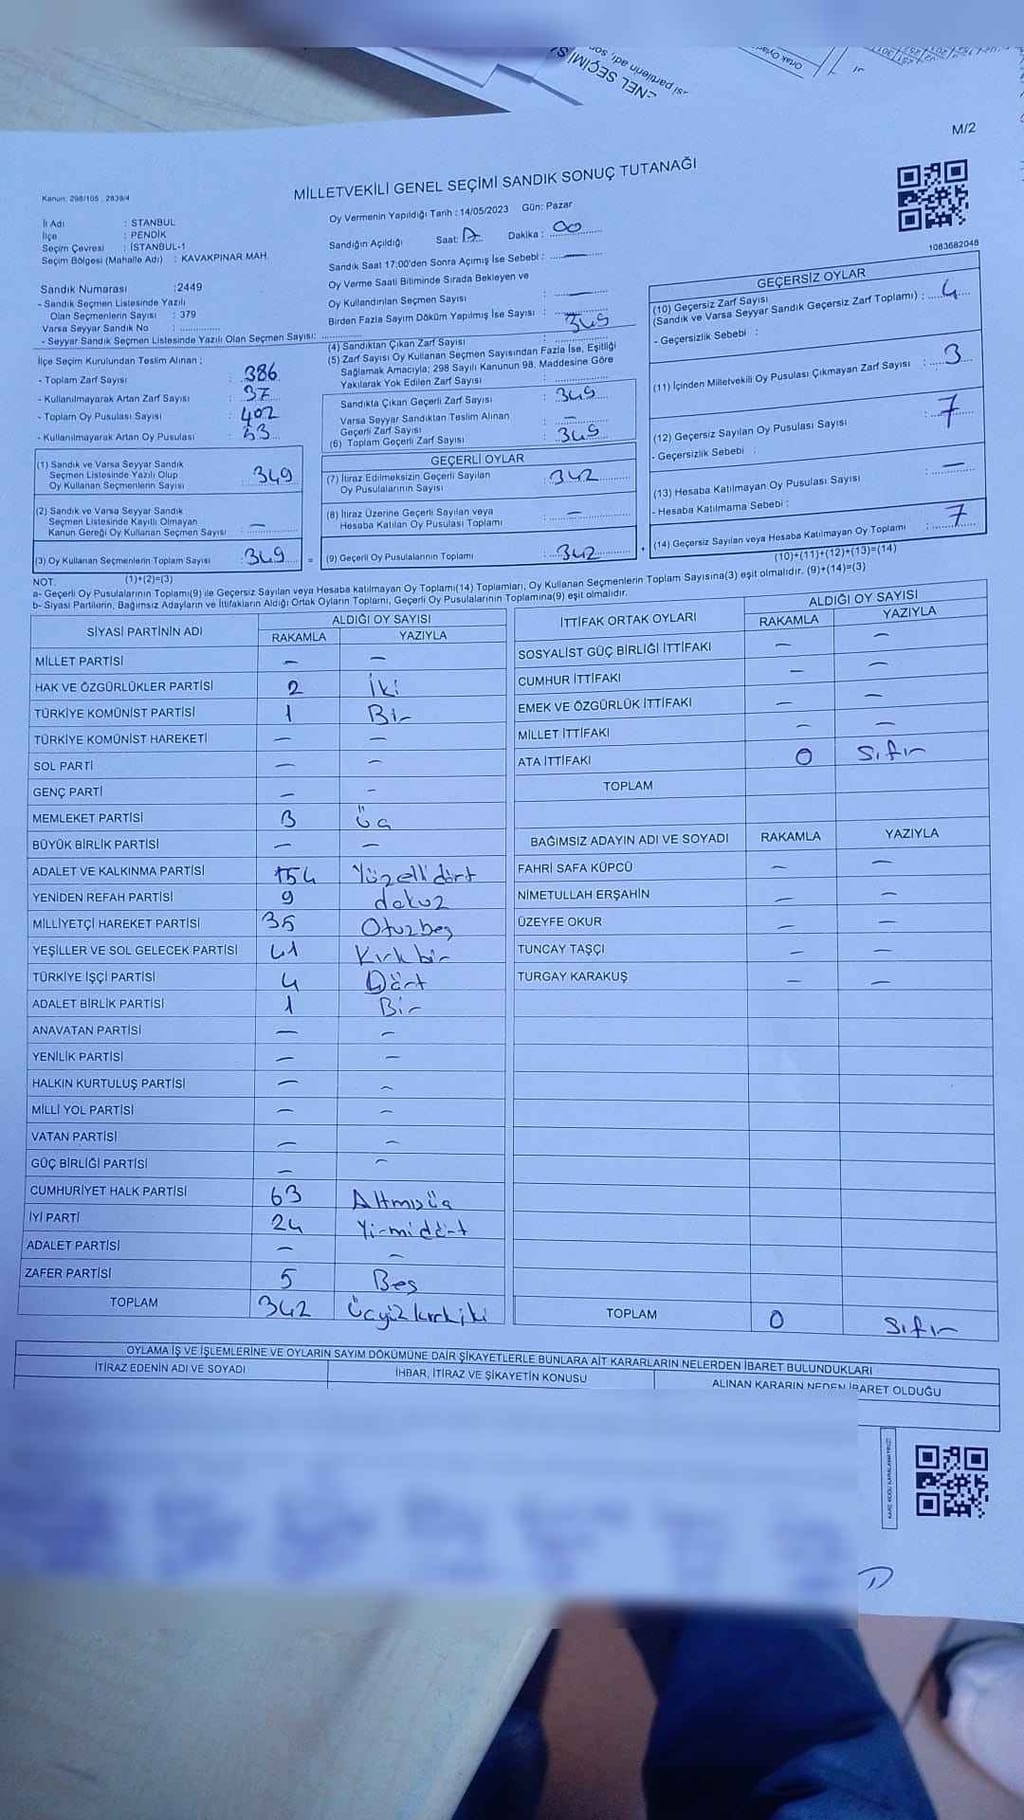 ENEL SEÇİMİ
M/2
MİLLETVEKİLİ GENEL SEÇİMİ SANDIK SONUÇ TUTANAĞI
Kanun: 298/105 , 2839/4
1083682048
İl Adı : STANBUL
İlçe : PENDİK
Seçim Çevresi : İSTANBUL-1
Seçim Bölgesi (Mahalle Adı) : KAVAKPINAR MAH.
Sandık Numarası :2449
- Sandık Seçmen Listesinde Yazılı
Olan Seçmenlerin Sayısı : 379
Varsa Seyyar Sandık No :
- Seyyar Sandık Seçmen Listesinde Yazılı Olan Seçmen Sayısı:
İlçe Seçim Kurulundan Teslim Alınan ;
- Toplam Zarf Sayısı : 386
- Kullanılmayarak Artan Zarf Sayısı : 37
- Toplam Oy Pusulası Sayısı : 402
- Kullanılmayarak Artan Oy Pusulası : 53
(1) Sandık ve Varsa Seyyar Sandık
Seçmen Listesinde Yazılı Olup
Oy Kullanan Seçmenlerin Sayısı : 349
(2) Sandık ve Varsa Seyyar Sandık
Seçmen Listesinde Kayıtlı Olmayan
Kanun Gereği Oy Kullanan Seçmen Sayısı : –
(3) Oy Kullanan Seçmenlerin Toplam Sayısı : 349 =
Oy Vermenin Yapıldığı Tarih : 14/05/2023 Gün: Pazar
Sandığın Açıldığı Saat: Dakika : 00
Sandık Saat 17:00'den Sonra Açımış İse Sebebi : –
Oy Verme Saati Bitiminde Sırada Bekleyen ve
Oy Kullandırılan Seçmen Sayısı : –
Birden Fazla Sayım Döküm Yapılmış İse Sayısı : –
(4) Sandıktan Çıkan Zarf Sayısı : 349
(5) Zarf Sayısı Oy Kullanan Seçmen Sayısından Fazla İse, Eşitliği
Sağlamak Amacıyla; 298 Sayılı Kanunun 98. Maddesine Göre
Yakılarak Yok Edilen Zarf Sayısı :
Sandıkta Çıkan Geçerli Zarf Sayısı : 349
Varsa Seyyar Sandıktan Teslim Alınan
Geçerli Zarf Sayısı : –
(6) Toplam Geçerli Zarf Sayısı : 349
GEÇERLİ OYLAR
(7) İtiraz Edilmeksizin Geçerli Sayılan
Oy Pusulalarının Sayısı : 342
(8) İtiraz Üzerine Geçerli Sayılan veya
Hesaba Katılan Oy Pusulası Toplamı : –
(9) Geçerli Oy Pusulalarının Toplamı : 342 +
GEÇERSİZ OYLAR
(10) Geçersiz Zarf Sayısı
(Sandık ve Varsa Seyyar Sandık Geçersiz Zarf Toplamı) : 4
- Geçersizlik Sebebi :
(11) İçinden Milletvekili Oy Pusulası Çıkmayan Zarf Sayısı : 3
(12) Geçersiz Sayılan Oy Pusulası Sayısı : 7
- Geçersizlik Sebebi :
(13) Hesaba Katılmayan Oy Pusulası Sayısı : –
- Hesaba Katılmama Sebebi :
(14) Geçersiz Sayılan veya Hesaba Katılmayan Oy Toplamı : 7
(10)+(11)+(12)+(13)=(14)
NOT. (1)+(2)=(3)
a- Geçerli Oy Pusulalarının Toplamı(9) ile Geçersiz Sayılan veya Hesaba katılmayan Oy Toplamı(14) Toplamları, Oy Kullanan Seçmenlerin Toplam Sayısına(3) eşit olmalıdır. (9)+(14)=(3)
b- Siyasi Partilerin, Bağımsız Adayların ve İttifakların Aldığı Ortak Oyların Toplamı, Geçerli Oy Pusulalarının Toplamına(9) eşit olmalıdır.
SİYASİ PARTİNİN ADI ALDIĞI OY SAYISI
RAKAMLA YAZIYLA
MİLLET PARTİSİ – –
HAK VE ÖZGÜRLÜKLER PARTİSİ 2 İki
TÜRKİYE KOMÜNİST PARTİSİ 1 Bir
TÜRKİYE KOMÜNİST HAREKETİ – –
SOL PARTİ – –
GENÇ PARTİ – –
MEMLEKET PARTİSİ 3 Üç
BÜYÜK BİRLİK PARTİSİ – –
ADALET VE KALKINMA PARTİSİ 154 Yüzellidört
YENİDEN REFAH PARTİSİ 9 dokuz
MİLLİYETÇİ HAREKET PARTİSİ 35 Otuzbeş
YEŞİLLER VE SOL GELECEK PARTİSİ 41 Kırkbir
TÜRKİYE İŞÇİ PARTİSİ 4 Dört
ADALET BİRLİK PARTİSİ 1 Bir
ANAVATAN PARTİSİ – –
YENİLİK PARTİSİ – –
HALKIN KURTULUŞ PARTİSİ – –
MİLLİ YOL PARTİSİ – –
VATAN PARTİSİ – –
GÜÇ BİRLİĞİ PARTİSİ – –
CUMHURİYET HALK PARTİSİ 63 Altmışüç
İYİ PARTİ 24 Yirmidört
ADALET PARTİSİ – –
ZAFER PARTİSİ 5 Beş
TOPLAM 342 Üçyüzkırkiki
İTTİFAK ORTAK OYLARI ALDIĞI OY SAYISI
RAKAMLA YAZIYLA
SOSYALİST GÜÇ BİRLİĞİ İTTİFAKI – –
CUMHUR İTTİFAKI – –
EMEK VE ÖZGÜRLÜK İTTİFAKI – –
MİLLET İTTİFAKI – –
ATA İTTİFAKI 0 Sıfır
TOPLAM
BAĞIMSIZ ADAYIN ADI VE SOYADI RAKAMLA YAZIYLA
FAHRİ SAFA KÜPCÜ – –
NİMETULLAH ERŞAHİN – –
ÜZEYFE OKUR – –
TUNCAY TAŞÇI – –
TURGAY KARAKUŞ – –
TOPLAM 0 Sıfır
OYLAMA İŞ VE İŞLEMLERİNE VE OYLARIN SAYIM DÖKÜMÜNE DAİR ŞİKAYETLERLE BUNLARA AİT KARARLARIN NELERDEN İBARET BULUNDUKLARI
İTİRAZ EDENİN ADI VE SOYADI İHBAR, İTİRAZ VE ŞİKAYETİN KONUSU ALINAN KARARIN NEDEN İBARET OLDUĞU